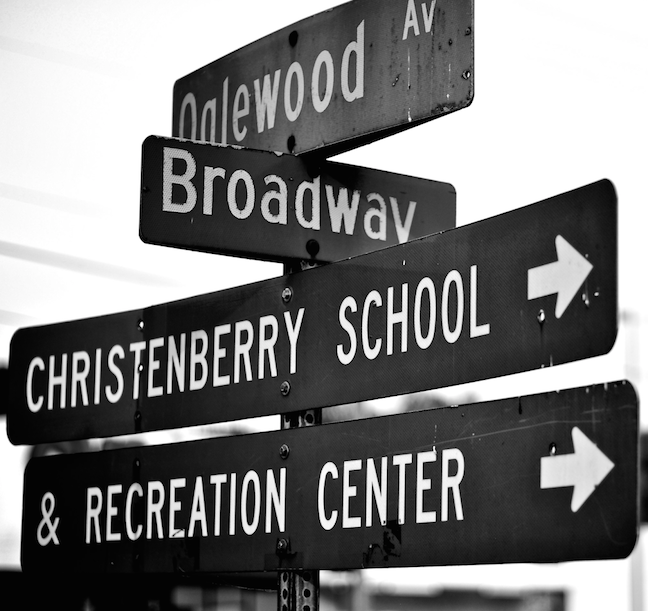 Oglewood Av
Broadway
CHRISTENBERRY SCHOOL
& RECREATION CENTER